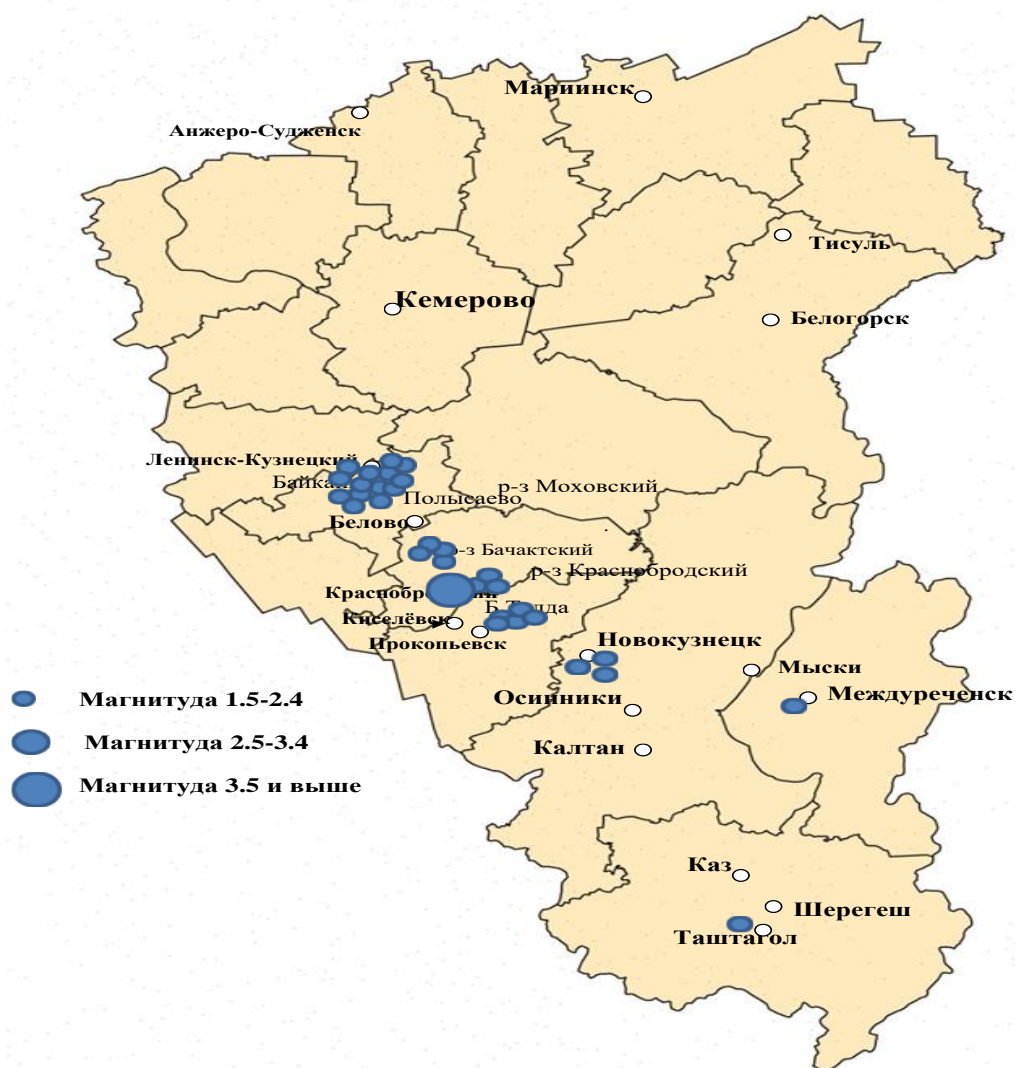 Мариинск
Анжеро-Судженск
Тисуль
Кемерово
Белогорск
Ленинск-Кузнецкий
р-з Моховский
Полысаево
Белово
р-з Бачактский
р-з Краснобродский
Киселёвск
Прокопьевск
Новокузнецк
Мыски
Междуреченск
Осинники
Калтан
Магнитуда 1.5-2.4
Магнитуда 2.5-3.4
Магнитуда 3.5 и выше
Каз
Шерегеш
Таштагол